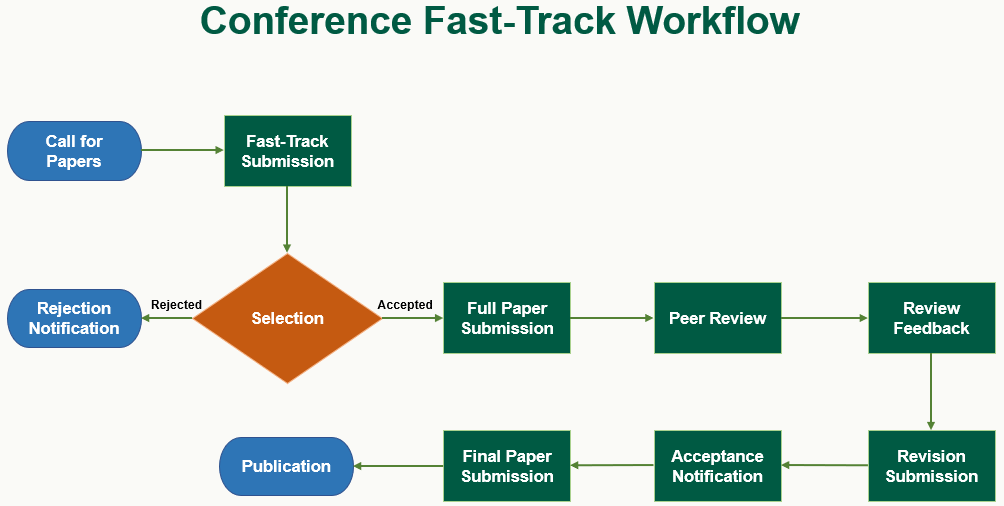 Conference Fast-Track Workflow
Call for
Papers
Fast-Track
Submission
Rejection
Notification
Rejected
Selection
Accepted
Full Paper
Submission
Peer Review
Review
Feedback
Publication
Final Paper
Submission
Acceptance
Notification
Revision
Submission